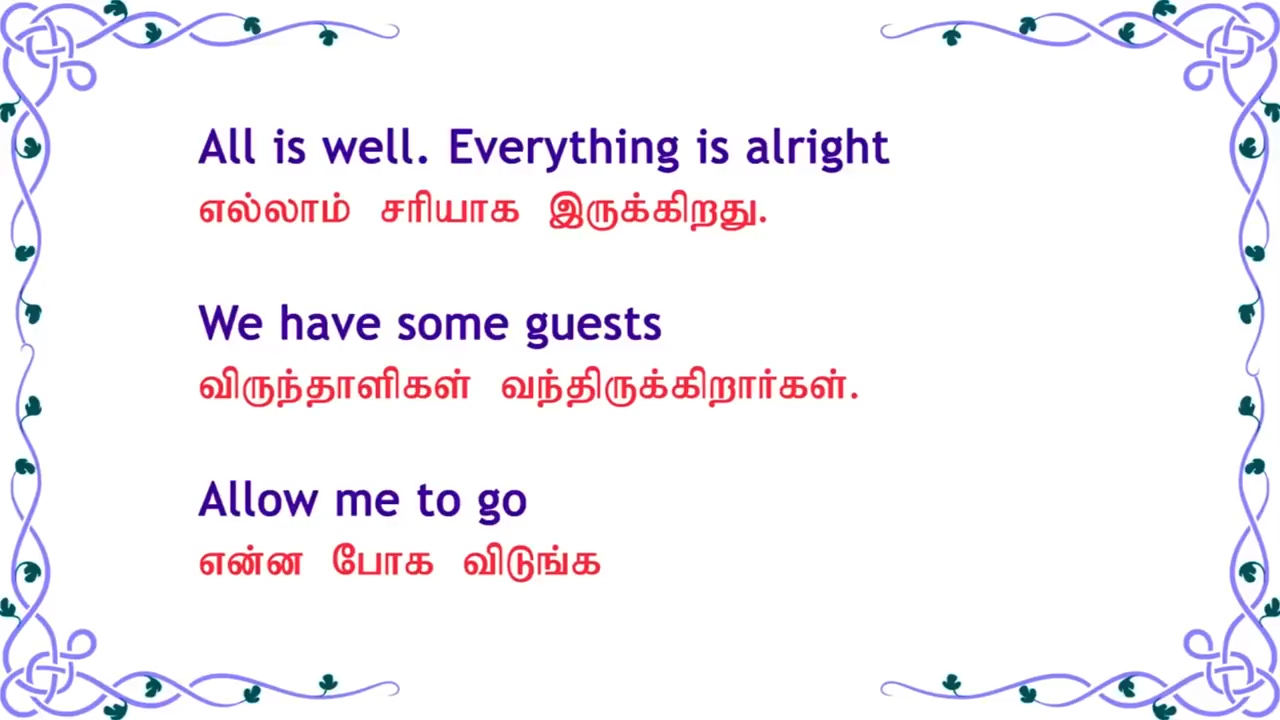 All is well. Everything is alright
எல்லாம் சரியாக இருக்கிறது.
We have some guests
விருந்தாளிகள் வந்திருக்கிறார்கள்.
Allow me to go
என்ன போக விடுங்க